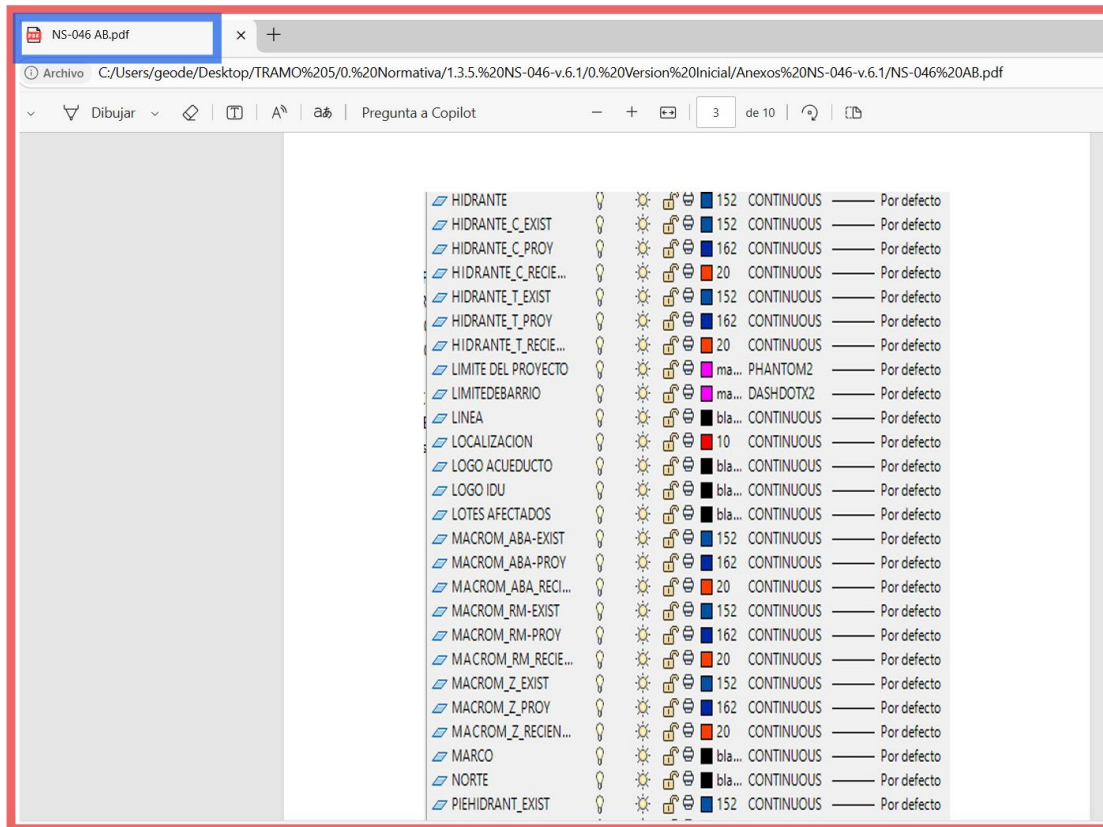 NS-046 AB.pdf
Archivo C:/Users/geode/Desktop/TRAMO%205/0.%20Normativa/1.3.5.%20NS-046-v.6.1/0.%20Version%20Inicial/Anexos%20NS-046-v.6.1/NS-046%20AB.pdf
Dibujar Pregunta a Copilot 3 de 10
HIDRANTE 152 CONTINUOUS Por defecto
HIDRANTE_C_EXIST 152 CONTINUOUS Por defecto
HIDRANTE_C_PROY 162 CONTINUOUS Por defecto
HIDRANTE_C_RECIE... 20 CONTINUOUS Por defecto
HIDRANTE_T_EXIST 152 CONTINUOUS Por defecto
HIDRANTE_T_PROY 162 CONTINUOUS Por defecto
HIDRANTE_T_RECIE... 20 CONTINUOUS Por defecto
LIMITE DEL PROYECTO ma... PHANTOM2 Por defecto
LIMITEDEBARRIO ma... DASHDOTX2 Por defecto
LINEA bla... CONTINUOUS Por defecto
LOCALIZACION 10 CONTINUOUS Por defecto
LOGO ACUEDUCTO bla... CONTINUOUS Por defecto
LOGO IDU bla... CONTINUOUS Por defecto
LOTES AFECTADOS bla... CONTINUOUS Por defecto
MACROM_ABA-EXIST 152 CONTINUOUS Por defecto
MACROM_ABA-PROY 162 CONTINUOUS Por defecto
MACROM_ABA_RECI... 20 CONTINUOUS Por defecto
MACROM_RM-EXIST 152 CONTINUOUS Por defecto
MACROM_RM-PROY 162 CONTINUOUS Por defecto
MACROM_RM_RECIE... 20 CONTINUOUS Por defecto
MACROM_Z_EXIST 152 CONTINUOUS Por defecto
MACROM_Z_PROY 162 CONTINUOUS Por defecto
MACROM_Z_RECIEN... 20 CONTINUOUS Por defecto
MARCO bla... CONTINUOUS Por defecto
NORTE bla... CONTINUOUS Por defecto
PIEHIDRANT_EXIST 152 CONTINUOUS Por defecto